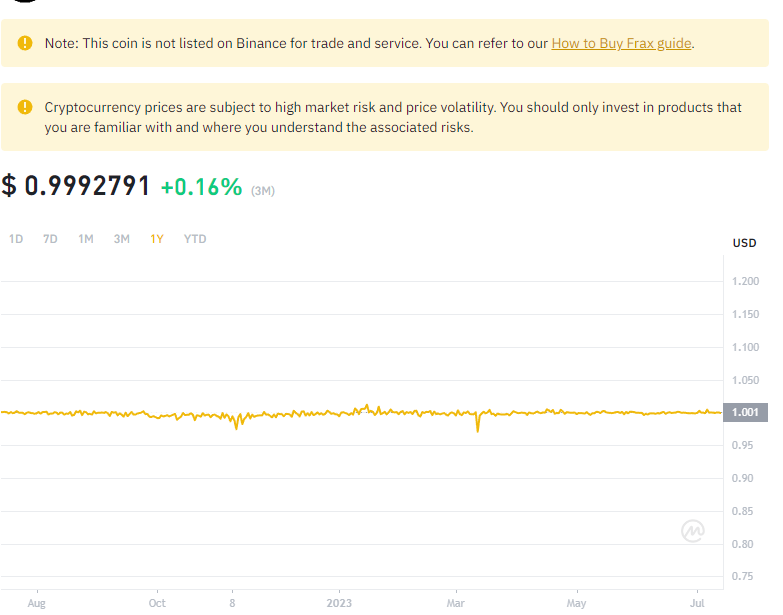 Note: This coin is not listed on Binance for trade and service. You can refer to our How to Buy Frax guide.
Cryptocurrency prices are subject to high market risk and price volatility. You should only invest in products that
you are familiar with and where you understand the associated risks.
$ 0.9992791 +0.16% (3M)
1D 7D 1M 3M 1Y YTD
USD
1.200
1.150
1.100
1.050
1.001
0.95
0.90
0.85
0.80
0.75
Aug Oct 8 2023 Mar May Jul